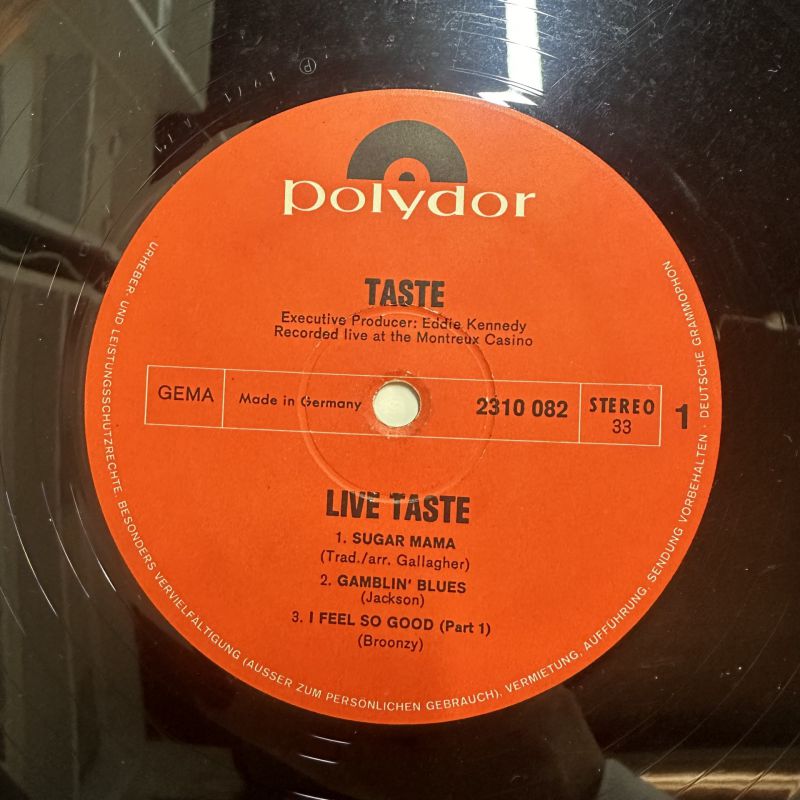 ℗ 1971
polydor
TASTE
Executive Producer: Eddie Kennedy
Recorded live at the Montreux Casino
GEMA
Made in Germany
2310 082
STEREO
33
1
LIVE TASTE
1. SUGAR MAMA
(Trad./arr. Gallagher)
2. GAMBLIN' BLUES
(Jackson)
3. I FEEL SO GOOD (Part 1)
(Broonzy)
URHEBER- UND LEISTUNGSSCHUTZRECHTE, BESONDERS VERVIELFÄLTIGUNG (AUSSER ZUM PERSÖNLICHEN GEBRAUCH), VERMIETUNG, AUFFÜHRUNG, SENDUNG VORBEHALTEN · DEUTSCHE GRAMMOPHON